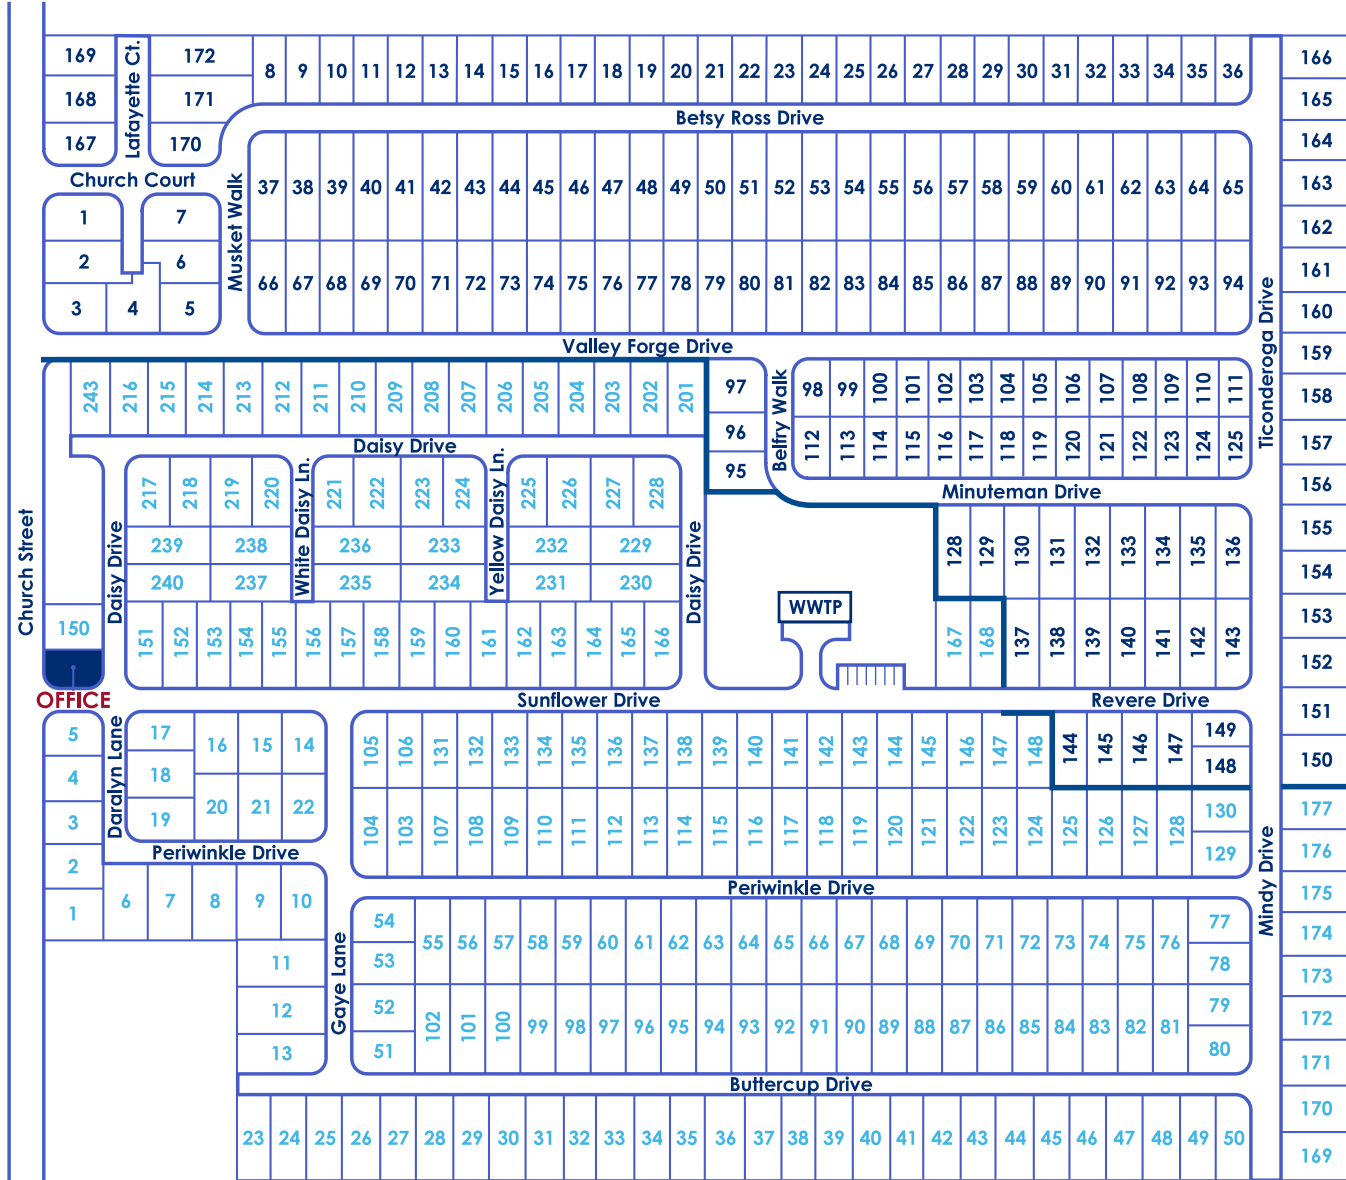 169 Lafayette Ct. 172 8 9 10 11 12 13 14 15 16 17 18 19 20 21 22 23 24 25 26 27 28 29 30 31 32 33 34 35 36 166
168 171 165
Betsy Ross Drive
167 170 164
Church Court
Musket Walk
37 38 39 40 41 42 43 44 45 46 47 48 49 50 51 52 53 54 55 56 57 58 59 60 61 62 63 64 65 163
1 7
162
2 6
161
66 67 68 69 70 71 72 73 74 75 76 77 78 79 80 81 82 83 84 85 86 87 88 89 90 91 92 93 94
3 4 5 160
Ticonderoga Drive
Valley Forge Drive
159
243 216 215 214 213 212 211 210 209 208 207 206 205 204 203 202 201 97 Belfry Walk 98 99 100 101 102 103 104 105 106 107 108 109 110 111 158
96 112 113 114 115 116 117 118 119 120 121 122 123 124 125 157
Daisy Drive
95
156
Minuteman Drive
217 218 219 220 White Daisy Ln. 221 222 223 224 Yellow Daisy Ln. 225 226 227 228
155
Church Street
Daisy Drive
239 238 236 233 232 229
Daisy Drive
128 129 130 131 132 133 134 135 136
154
240 237 235 234 231 230
WWTP
153
150
151 152 153 154 155 156 157 158 159 160 161 162 163 164 165 166 167 168 137 138 139 140 141 142 143
152
OFFICE
Sunflower Drive
Revere Drive
151
5 Daralyn Lane 17 16 15 14 105 106 131 132 133 134 135 136 137 138 139 140 141 142 143 144 145 146 147 148 144 145 146 147 149
148 150
4 18
3 19 20 21 22 104 103 107 108 109 110 111 112 113 114 115 116 117 118 119 120 121 122 123 124 125 126 127 128 130 177
129 176
Periwinkle Drive
2
Periwinkle Drive
Mindy Drive
175
1 6 7 8 9 10
54 55 56 57 58 59 60 61 62 63 64 65 66 67 68 69 70 71 72 73 74 75 76 77 174
Gaye Lane
11 53 78 173
12 52 102 101 100 99 98 97 96 95 94 93 92 91 90 89 88 87 86 85 84 83 82 81 79 172
13 51 80 171
Buttercup Drive
170
23 24 25 26 27 28 29 30 31 32 33 34 35 36 37 38 39 40 41 42 43 44 45 46 47 48 49 50
169